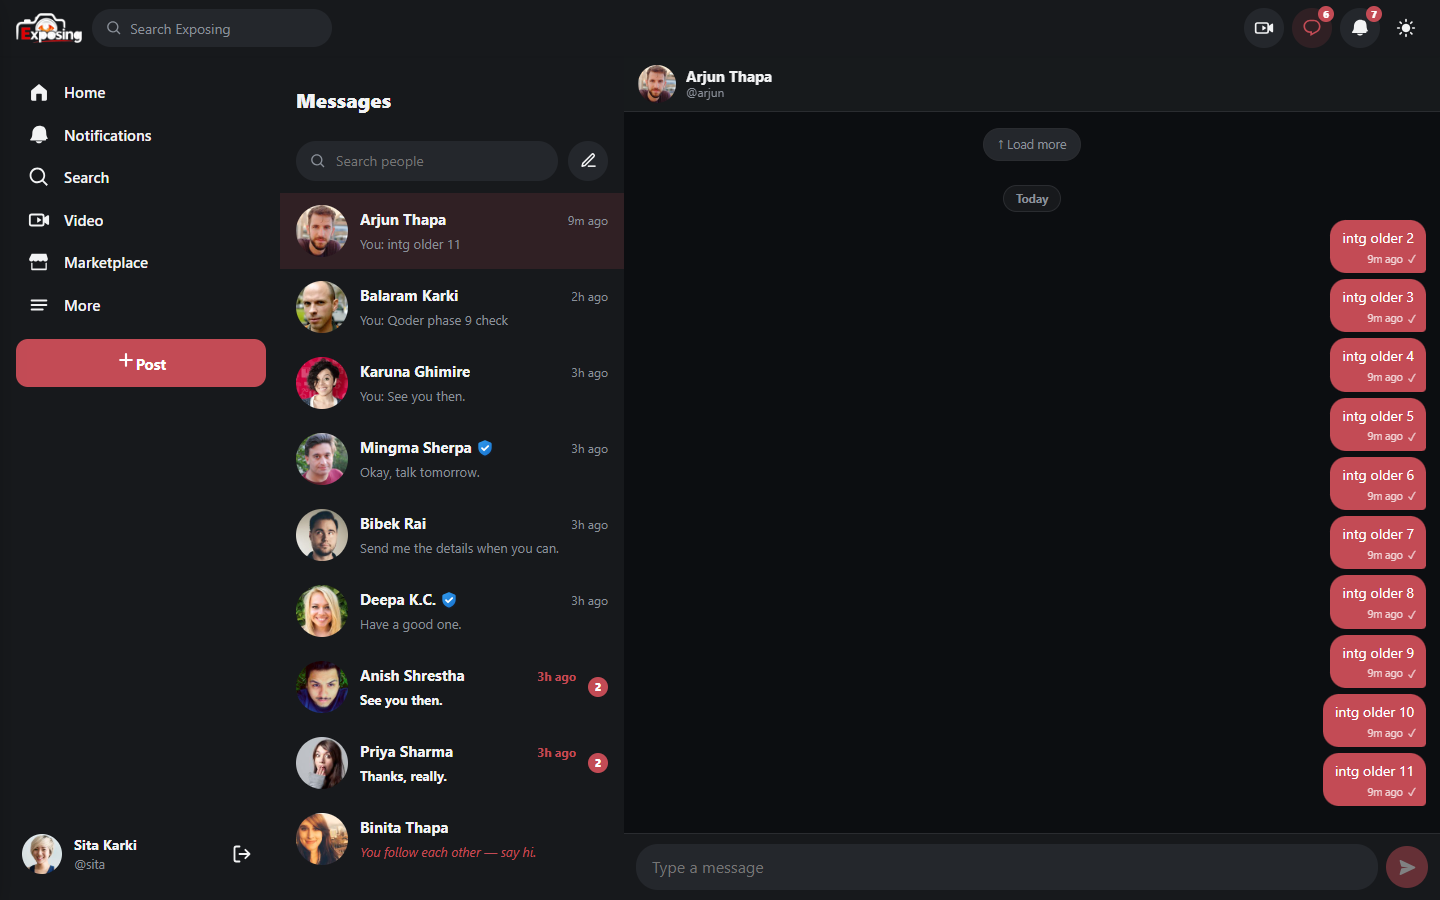 Exposing
Search Exposing
6
7
Home
Notifications
Search
Video
Marketplace
More
+ Post
Sita Karki
@sita
Messages
Search people
Arjun Thapa
9m ago
You: intg older 11
Balaram Karki
2h ago
You: Qoder phase 9 check
Karuna Ghimire
3h ago
You: See you then.
Mingma Sherpa
3h ago
Okay, talk tomorrow.
Bibek Rai
3h ago
Send me the details when you can.
Deepa K.C.
3h ago
Have a good one.
Anish Shrestha
3h ago
See you then.
2
Priya Sharma
3h ago
Thanks, really.
2
Binita Thapa
You follow each other — say hi.
Arjun Thapa
@arjun
↑ Load more
Today
intg older 2
9m ago ✓
intg older 3
9m ago ✓
intg older 4
9m ago ✓
intg older 5
9m ago ✓
intg older 6
9m ago ✓
intg older 7
9m ago ✓
intg older 8
9m ago ✓
intg older 9
9m ago ✓
intg older 10
9m ago ✓
intg older 11
9m ago ✓
Type a message